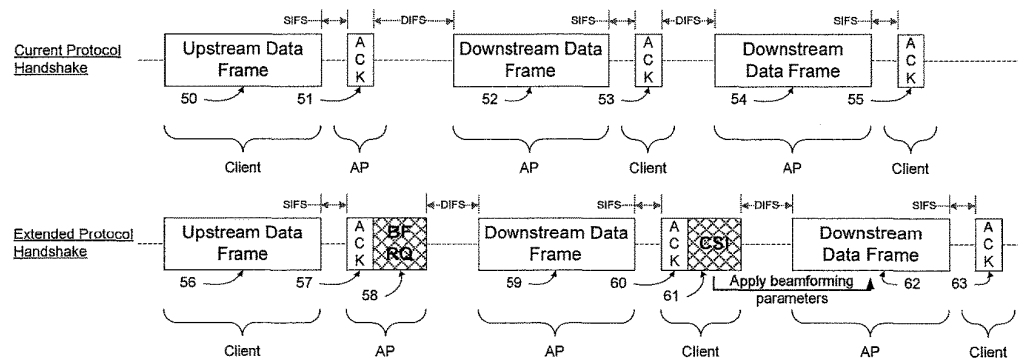 SIFS DIFS SIFS DIFS SIFS
Current Protocol
Handshake
Upstream Data
Frame
A
C
K
Downstream Data
Frame
A
C
K
Downstream
Data Frame
A
C
K
50 51 52 53 54 55
Client AP AP Client AP Client
SIFS DIFS SIFS DIFS SIFS
Extended Protocol
Handshake
Upstream Data
Frame
A
C
K
BF
RQ
Downstream Data
Frame
A
C
K
CSI
Downstream
Data Frame
A
C
K
56 57 58 59 60 61 62 63
Apply beamforming
parameters
Client AP AP Client AP Client